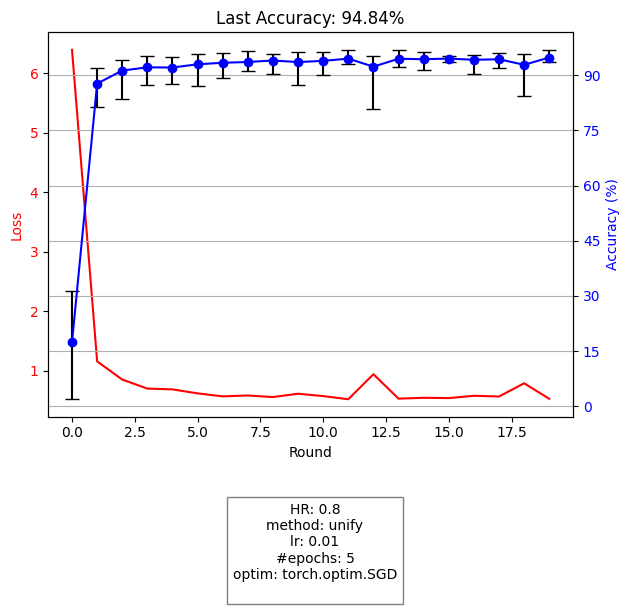 Last Accuracy: 94.84%
6
5
4
3
2
1
Loss
90
75
60
45
30
15
0
Accuracy (%)
0.0 2.5 5.0 7.5 10.0 12.5 15.0 17.5
Round
HR: 0.8
method: unify
lr: 0.01
#epochs: 5
optim: torch.optim.SGD